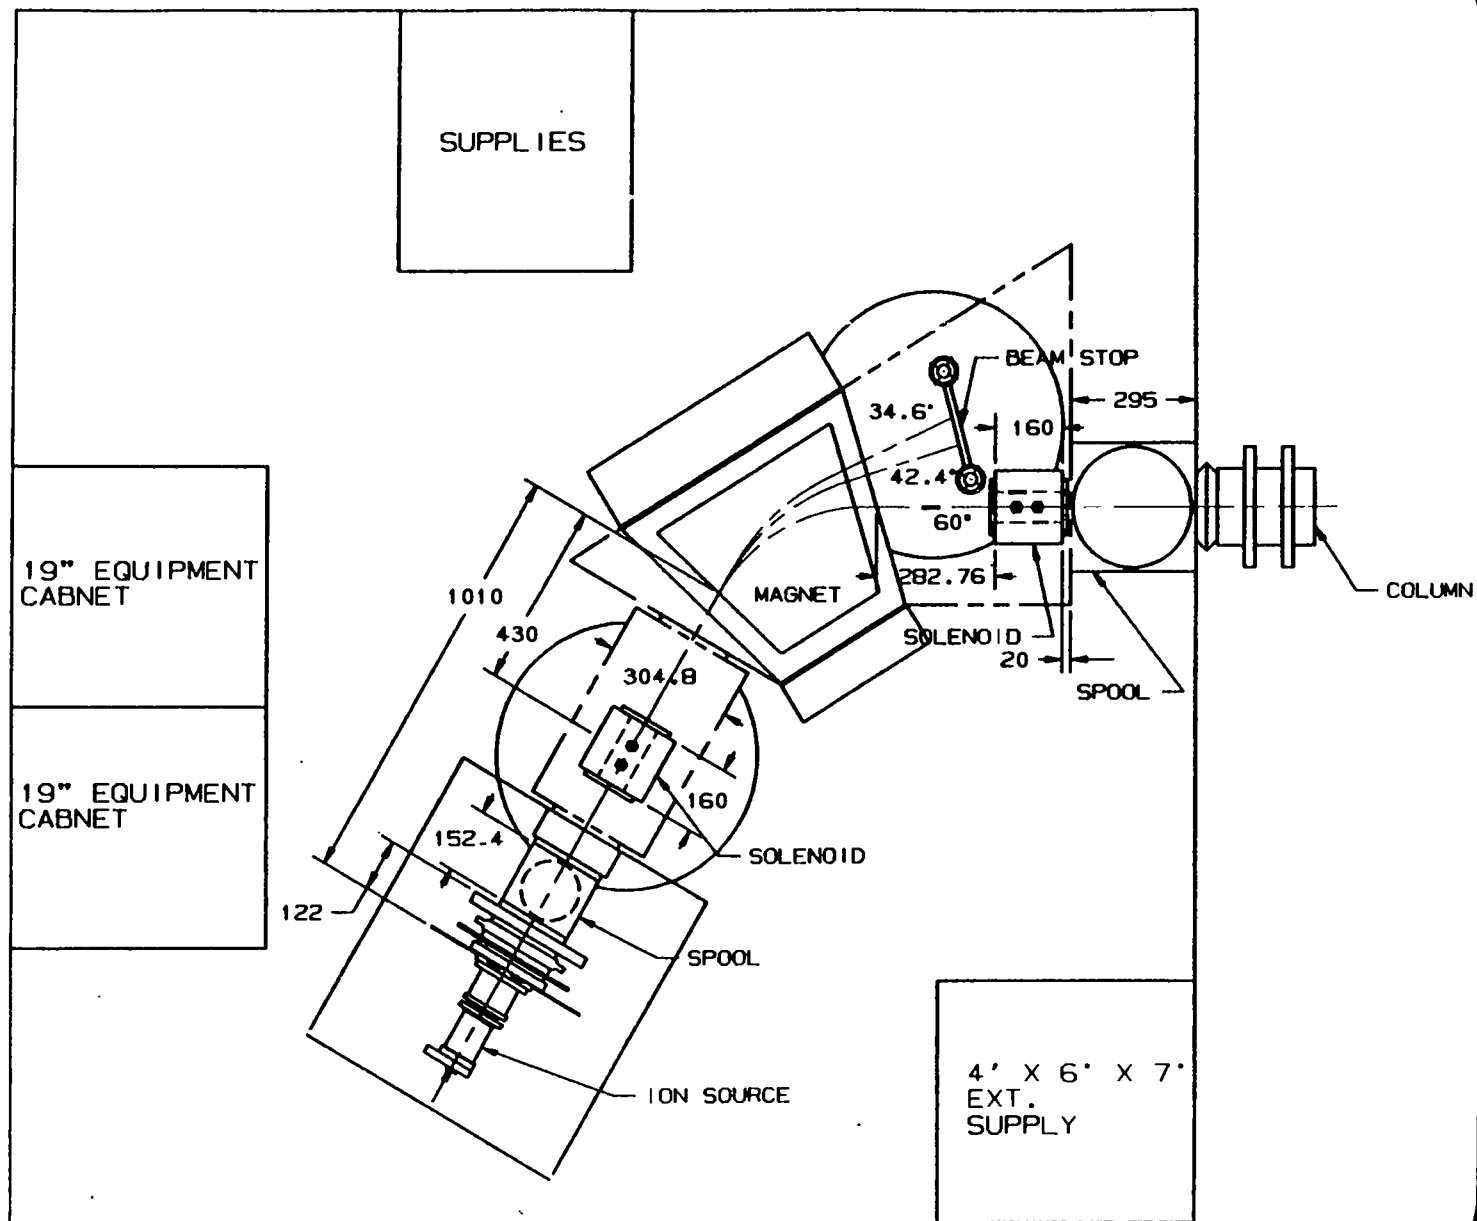 SUPPLIES
BEAM STOP
295
34.6°
160
42.4°
60°
19" EQUIPMENT
CABNET
282.76
MAGNET
COLUMN
1010
430
SOLENOID
20
304.8
SPOOL
19" EQUIPMENT
CABNET
160
152.4
SOLENOID
122
SPOOL
4' X 6' X 7'
EXT.
SUPPLY
ION SOURCE